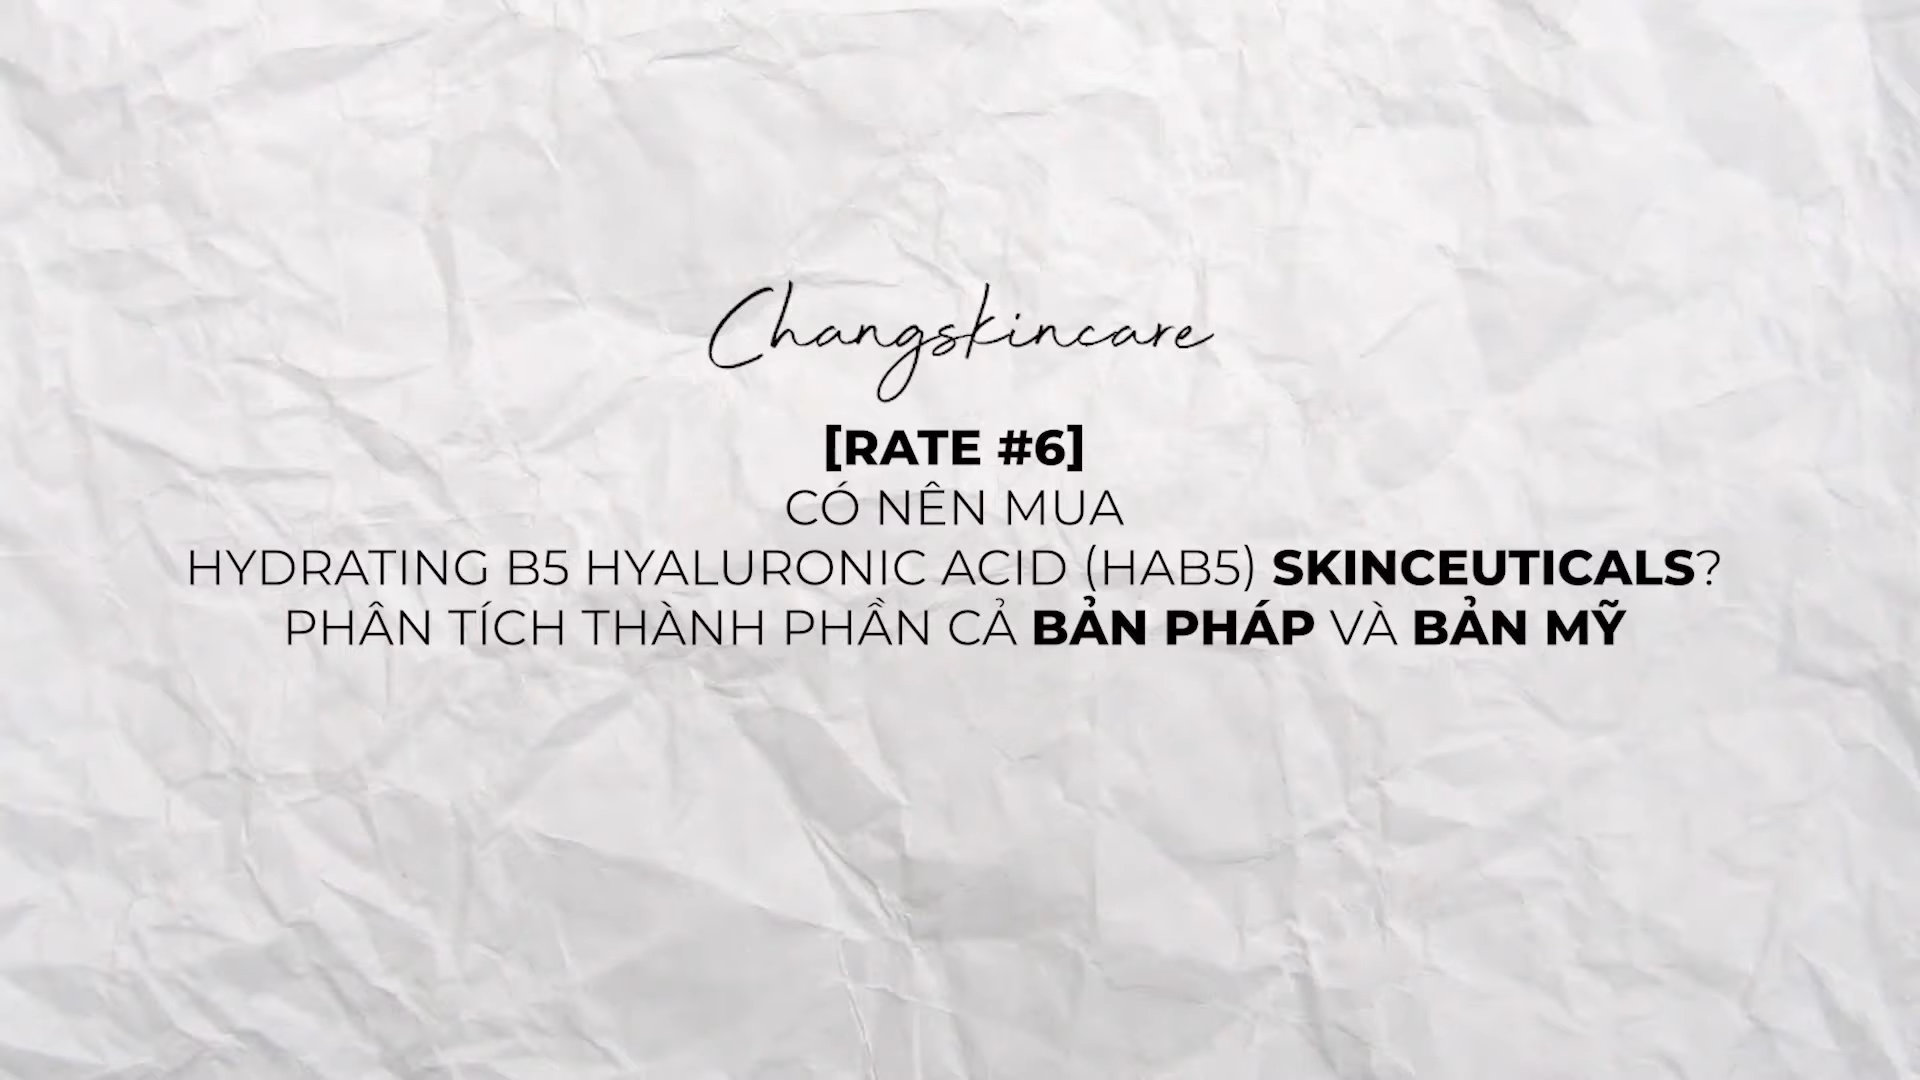 Changskincare
[RATE #6]
CÓ NÊN MUA
HYDRATING B5 HYALURONIC ACID (HAB5) SKINCEUTICALS?
PHÂN TÍCH THÀNH PHẦN CẢ BẢN PHÁP VÀ BẢN MỸ